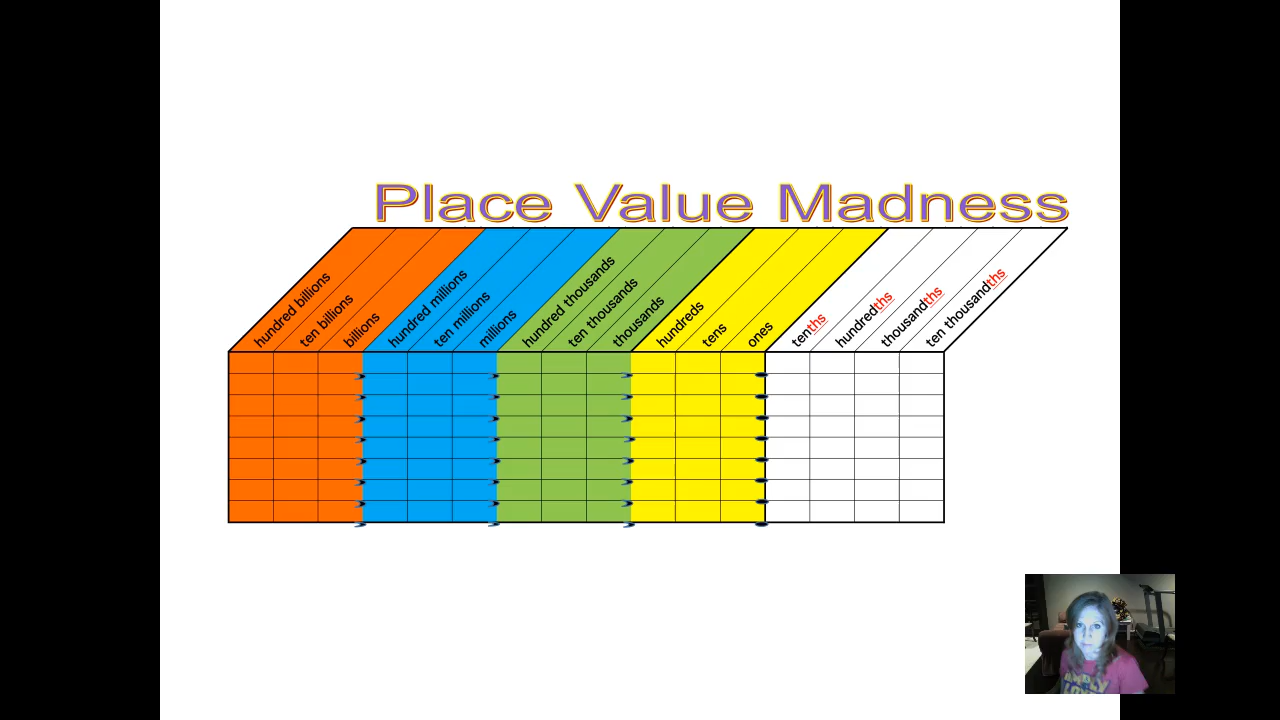 Place Value Madness
hundred billions
ten billions
billions
hundred millions
ten millions
millions
hundred thousands
ten thousands
thousands
hundreds
tens
ones
tenths
hundredths
thousandths
ten thousandths